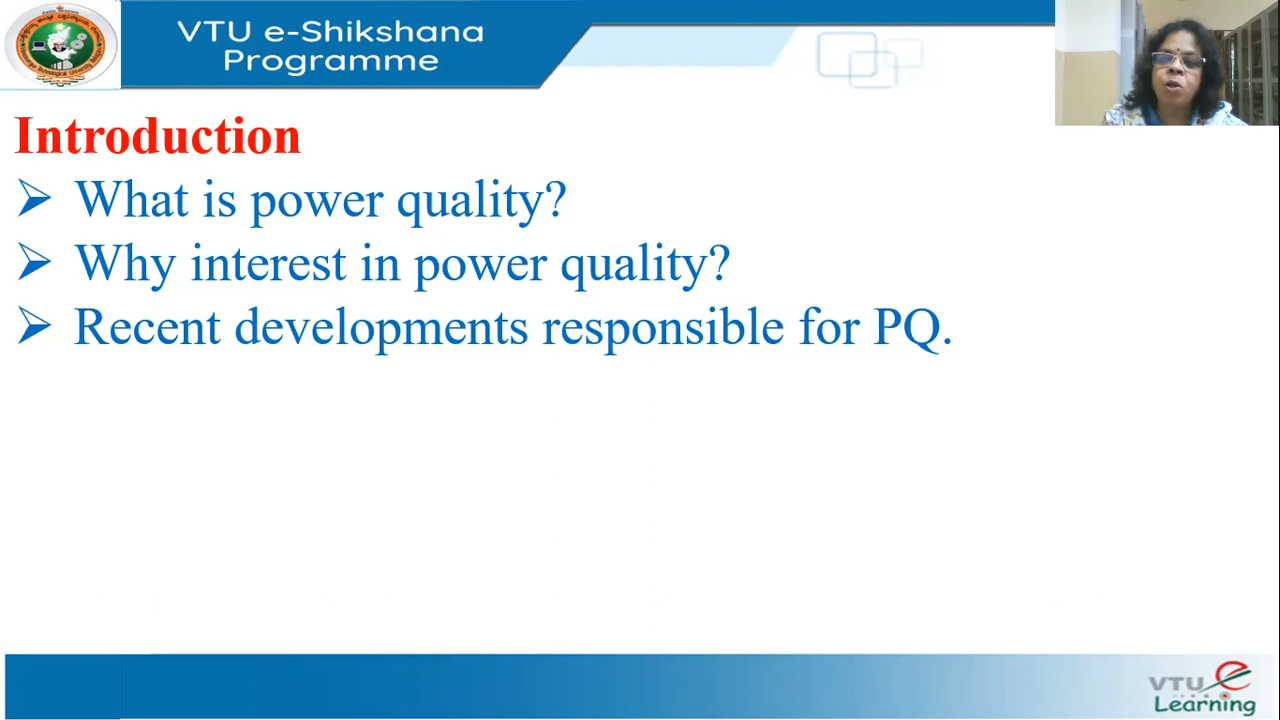 VTU e-Shikshana
Programme
Introduction
➢ What is power quality?
➢ Why interest in power quality?
➢ Recent developments responsible for PQ.
VTU e
Learning